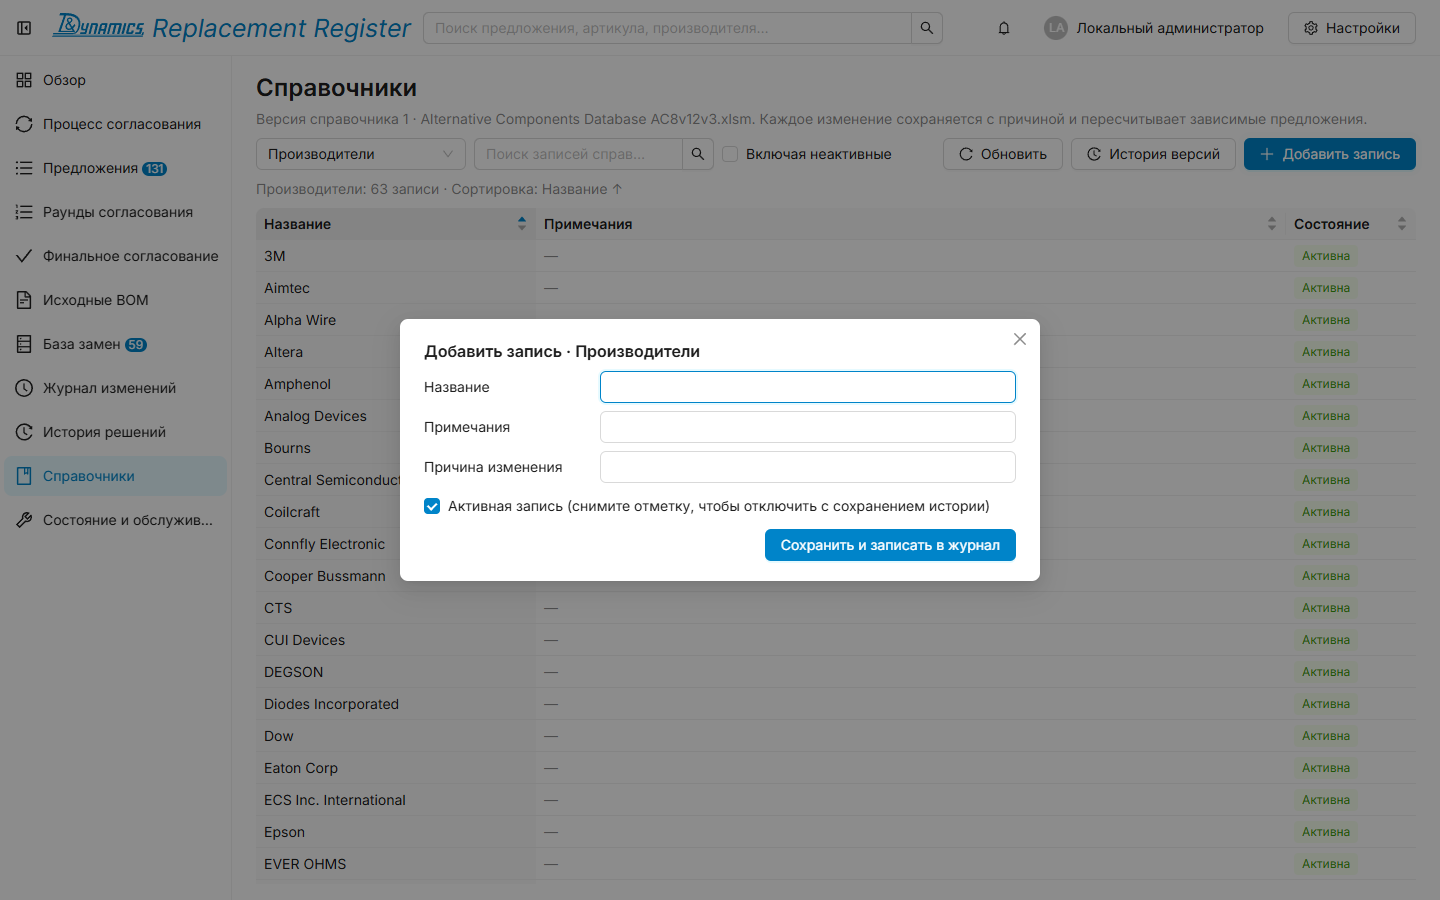 Dynamics Replacement Register
Поиск предложения, артикула, производителя...
LA Локальный администратор
Настройки
Обзор
Процесс согласования
Предложения 131
Раунды согласования
Финальное согласование
Исходные BOM
База замен 59
Журнал изменений
История решений
Справочники
Состояние и обслужив...
Справочники
Версия справочника 1 · Alternative Components Database AC8v12v3.xlsm. Каждое изменение сохраняется с причиной и пересчитывает зависимые предложения.
Производители
Поиск записей справ...
Включая неактивные
Обновить
История версий
Добавить запись
Производители: 63 записи · Сортировка: Название ↑
Название Примечания Состояние
3M — Активна
Aimtec — Активна
Alpha Wire Активна
Altera Активна
Amphenol Активна
Analog Devices Активна
Bourns Активна
Central Semiconduct Активна
Coilcraft Активна
Connfly Electronic Активна
Cooper Bussmann Активна
CTS — Активна
CUI Devices — Активна
DEGSON — Активна
Diodes Incorporated — Активна
Dow — Активна
Eaton Corp — Активна
ECS Inc. International — Активна
Epson — Активна
EVER OHMS — Активна
Добавить запись · Производители
Название
Примечания
Причина изменения
Активная запись (снимите отметку, чтобы отключить с сохранением истории)
Сохранить и записать в журнал